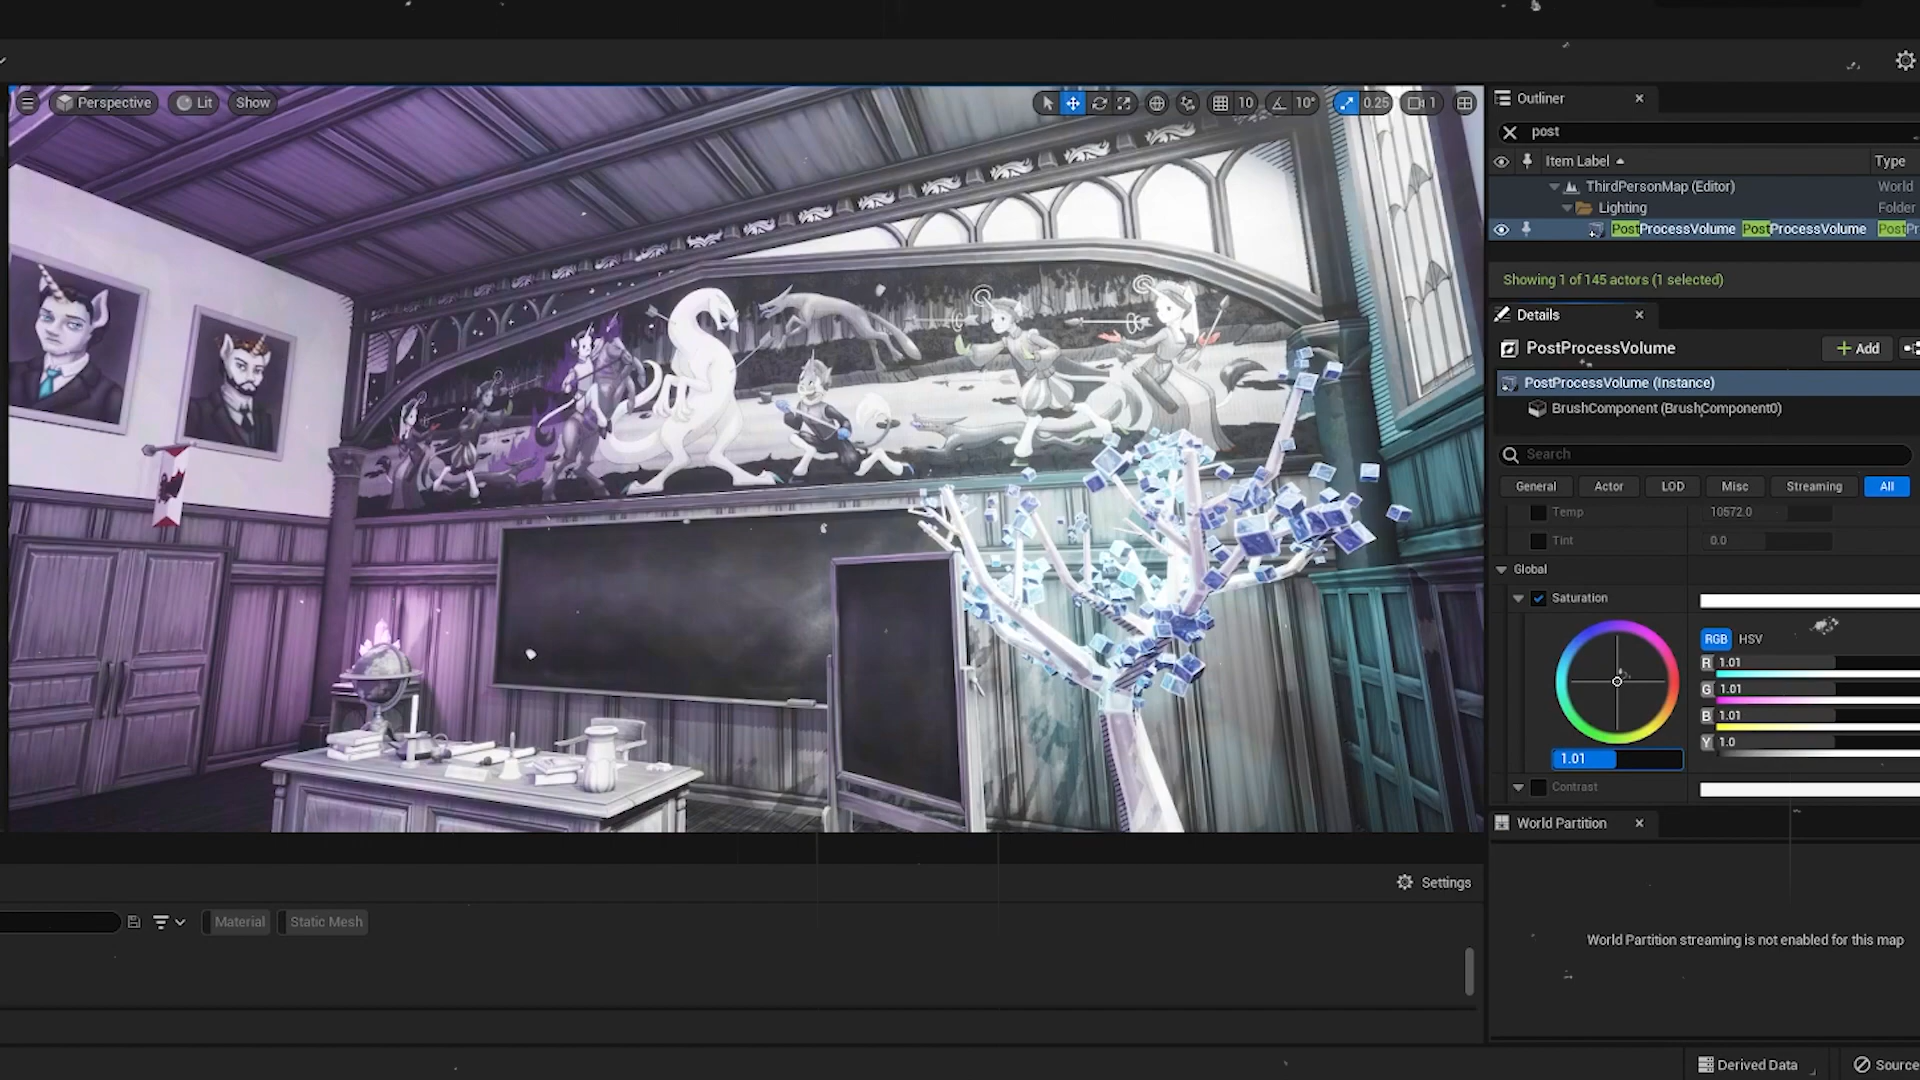 Perspective Lit Show 10 10° 0.25 1
Outliner
post
Item Label Type
ThirdPersonMap (Editor) World
Lighting Folder
PostProcessVolume PostProcessVolume PostPr
Showing 1 of 145 actors (1 selected)
Details
PostProcessVolume Add
PostProcessVolume (Instance)
BrushComponent (BrushComponent0)
Search
General Actor LOD Misc Streaming All
Temp 10572.0
Tint 0.0
Global
Saturation
RGB HSV
R 1.01
G 1.01
B 1.01
Y 1.0
1.01
Contrast
World Partition
World Partition streaming is not enabled for this map
Settings
Material Static Mesh
Derived Data Source